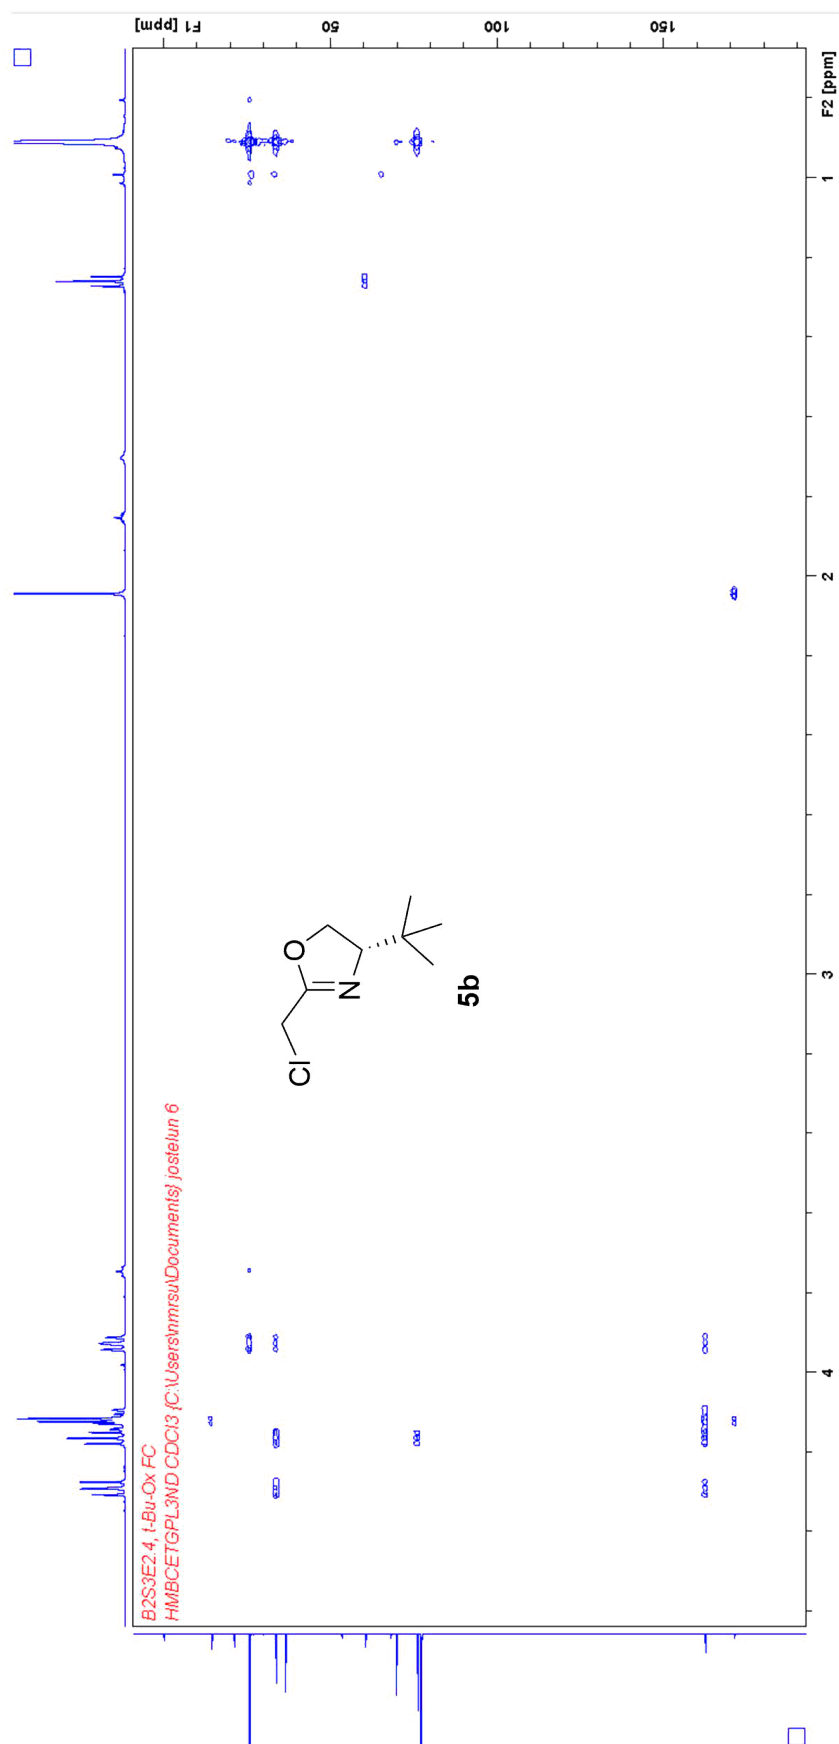 B2S3E2.4, t-Bu-Ox FC
HMBCETGPL3ND CDCl3 {C:\Users\nmrsu\Documents} jostelun 6
F1 [ppm]
50
100
150
F2 [ppm]
1
2
3
4
O
N
Cl
5b